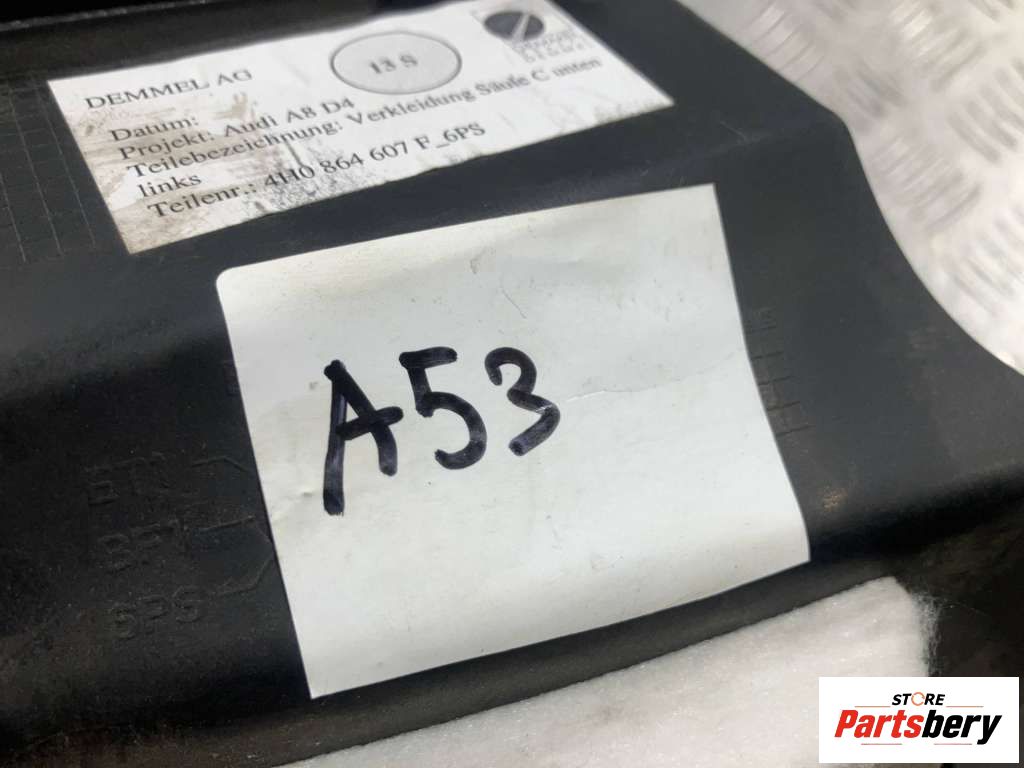 DEMMEL AG
13 S
Datum:
Projekt: Audi A8 D4
Teilebezeichnung: Verkleidung Säule C unten
links
Teilenr.: 4H0 864 607 F_6PS
A53
6PS
STORE
Partsbery